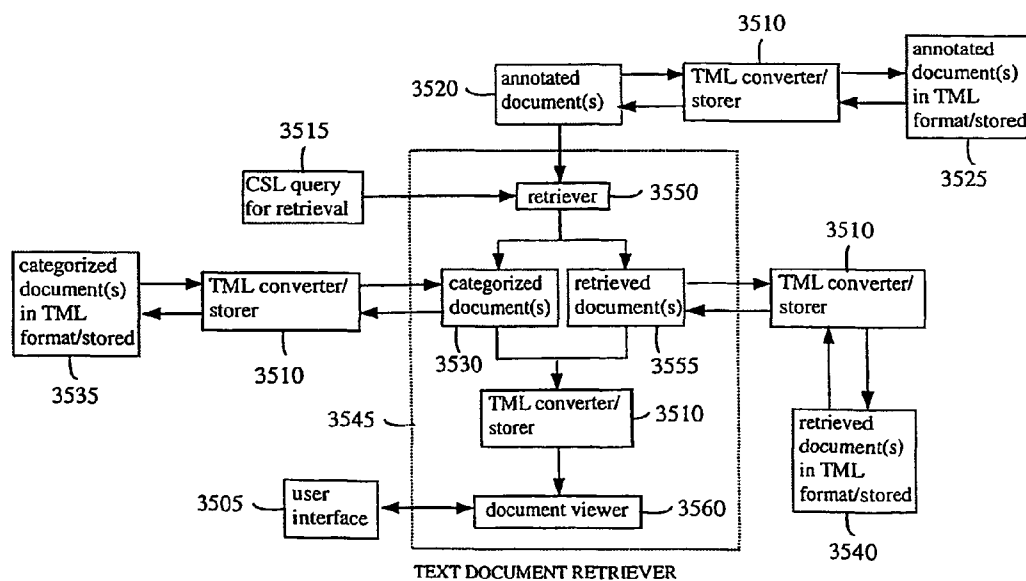 3510
annotated
document(s)
in TML
format/stored
3525
TML converter/
storer
3520
annotated
document(s)
3515
CSL query
for retrieval
retriever
3550
3510
categorized
document(s)
in TML
format/stored
3535
TML converter/
storer
3510
categorized
document(s)
3530
retrieved
document(s)
3555
TML converter/
storer
3545
TML converter/
storer
3510
retrieved
document(s)
in TML
format/stored
3540
3505
user
interface
document viewer
3560
TEXT DOCUMENT RETRIEVER